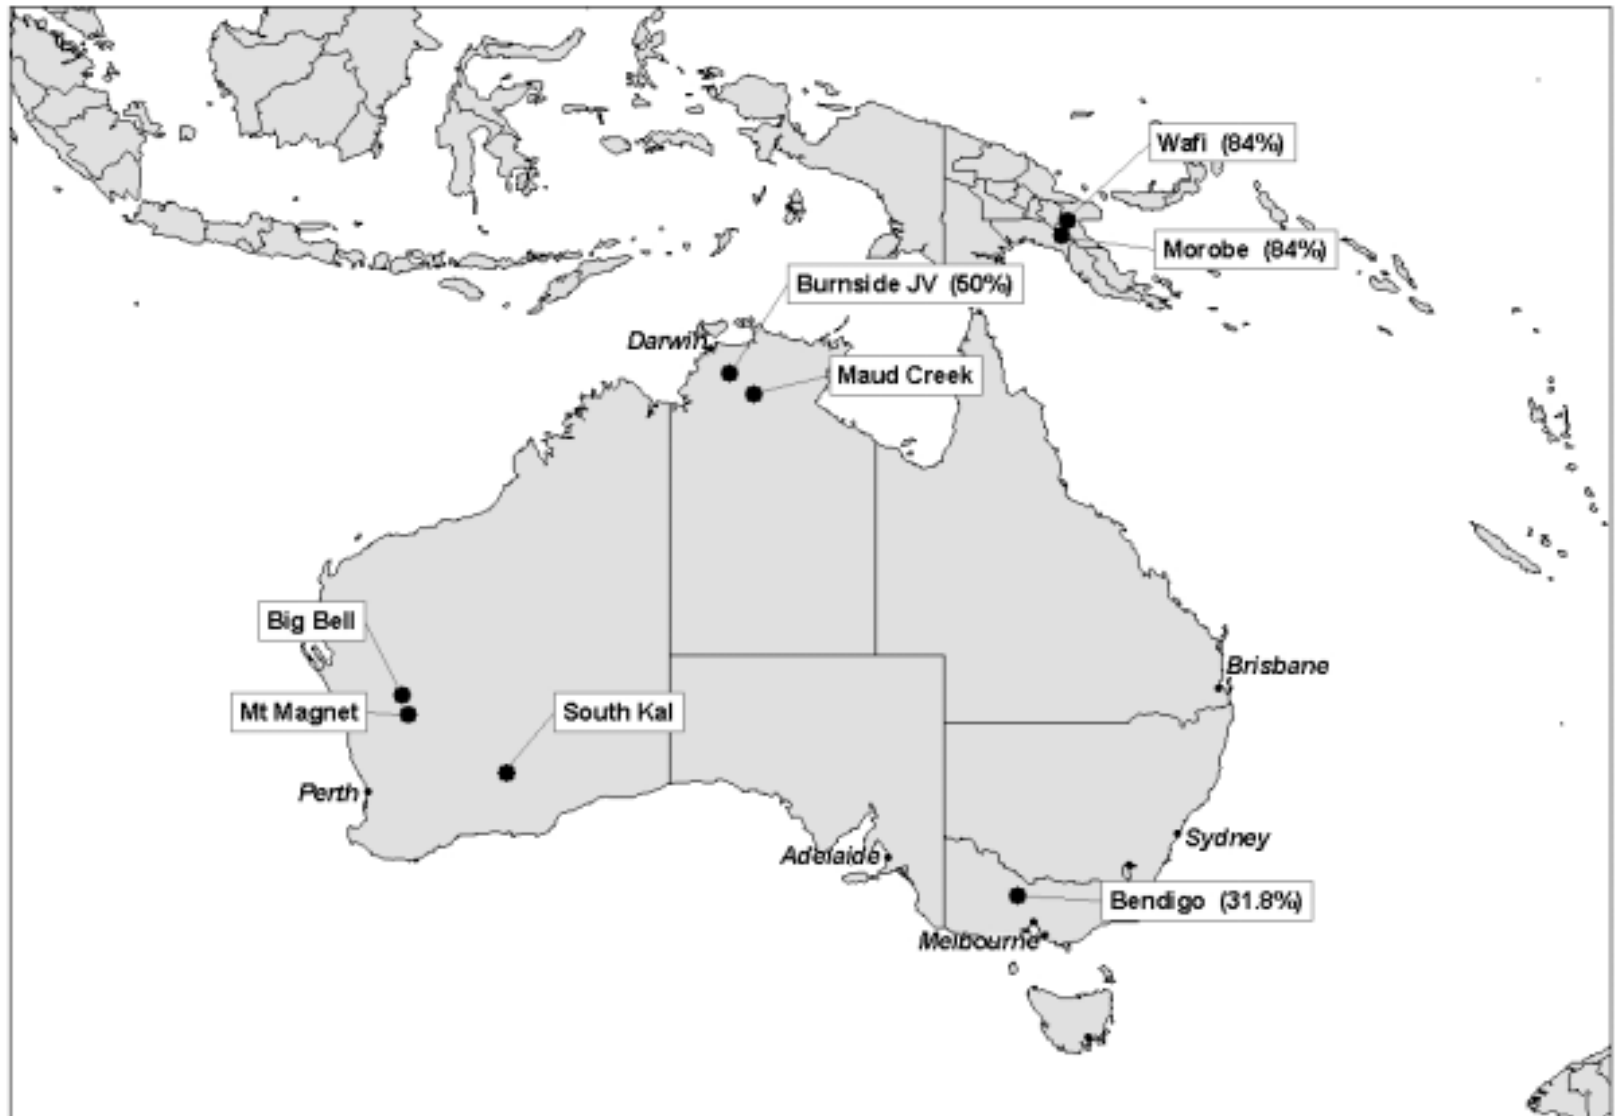 Wafi (84%)
Morobe (84%)
Burnside JV (50%)
Darwin
Maud Creek
Big Bell
Brisbane
Mt Magnet
South Kal
Perth
Sydney
Adelaide
Bendigo (31.8%)
Melbourne